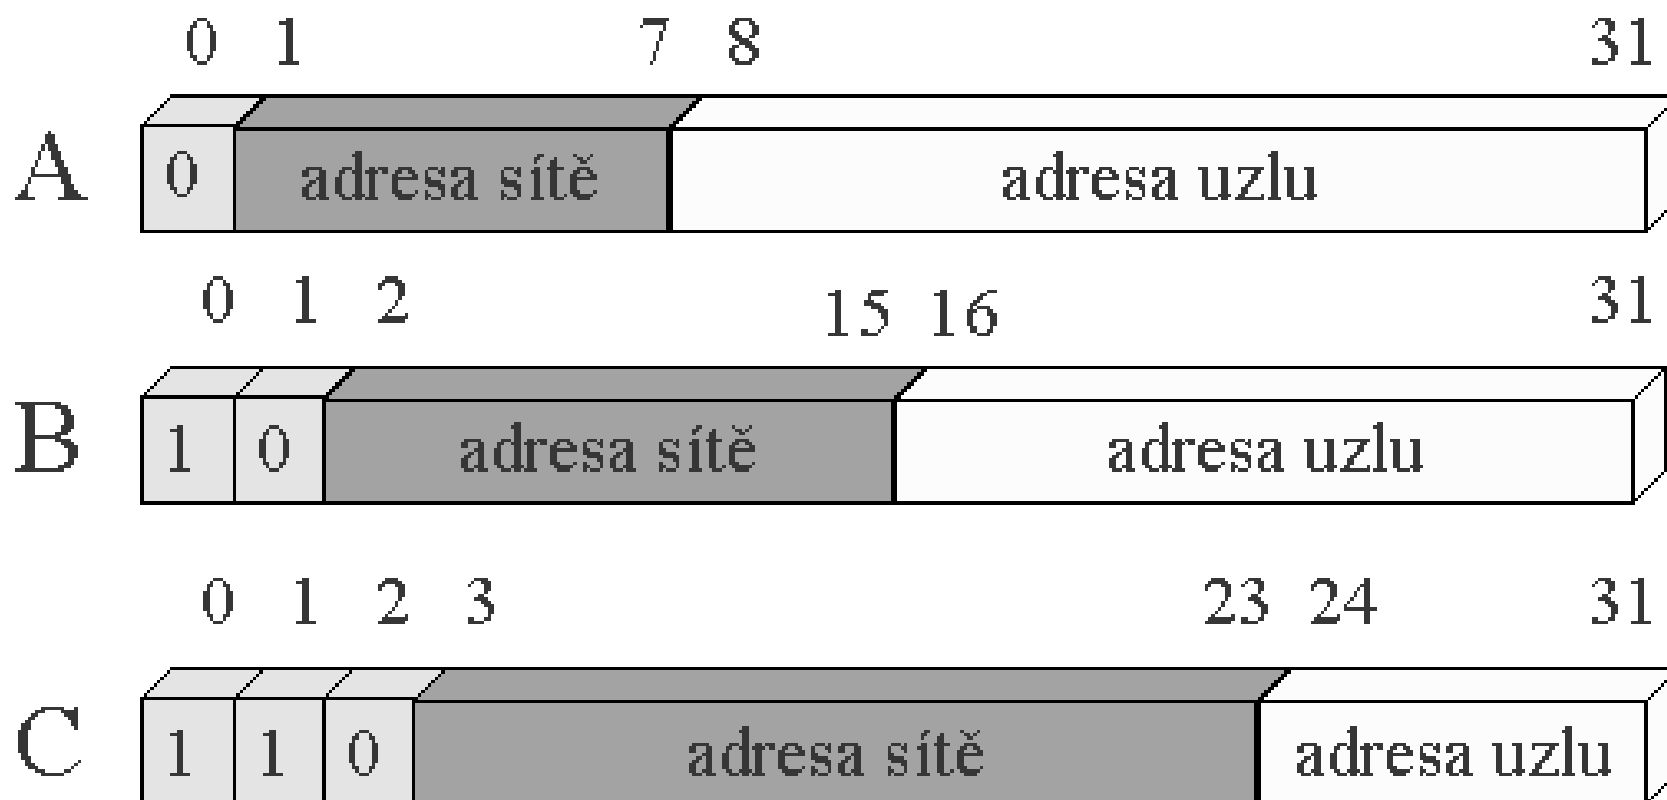 0 1 7 8 31
A 0 adresa sítě adresa uzlu
0 1 2 15 16 31
B 1 0 adresa sítě adresa uzlu
0 1 2 3 23 24 31
C 1 1 0 adresa sítě adresa uzlu